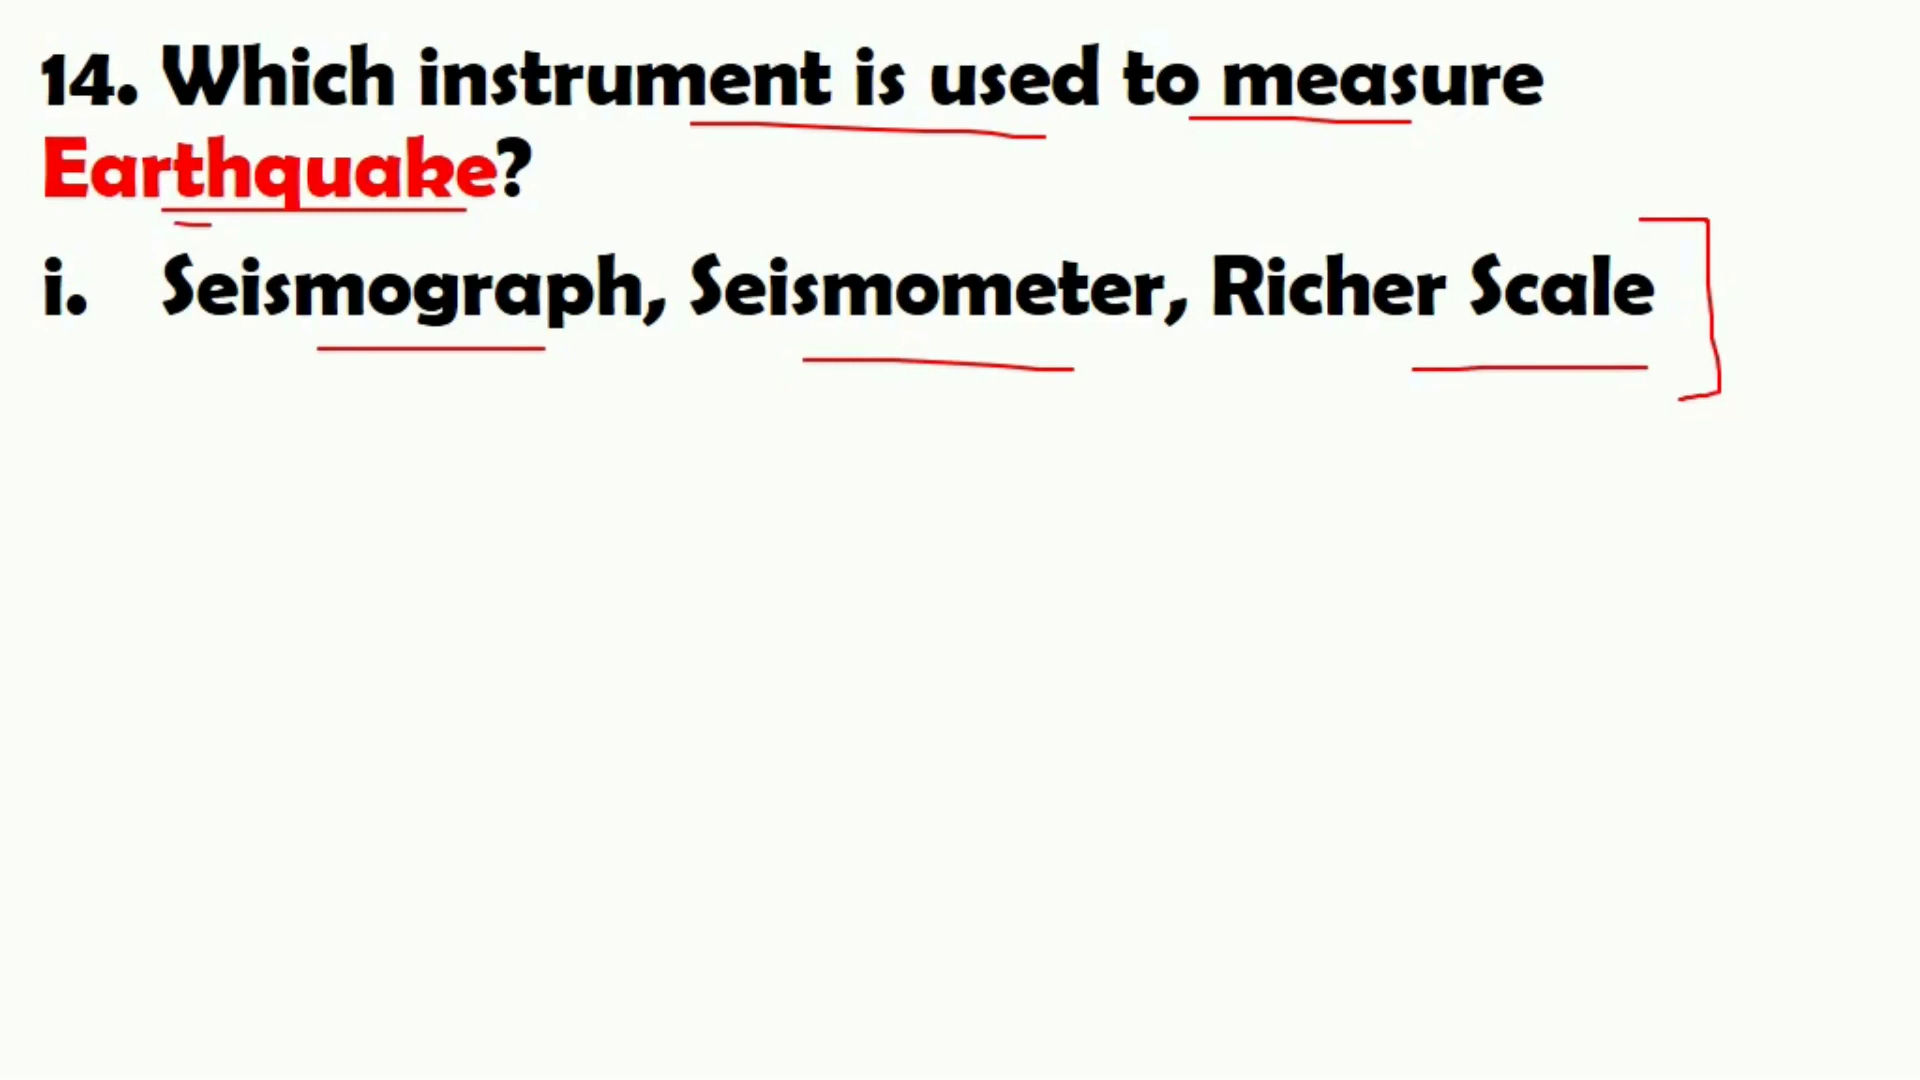 14. Which instrument is used to measure
Earthquake?
i. Seismograph, Seismometer, Richer Scale